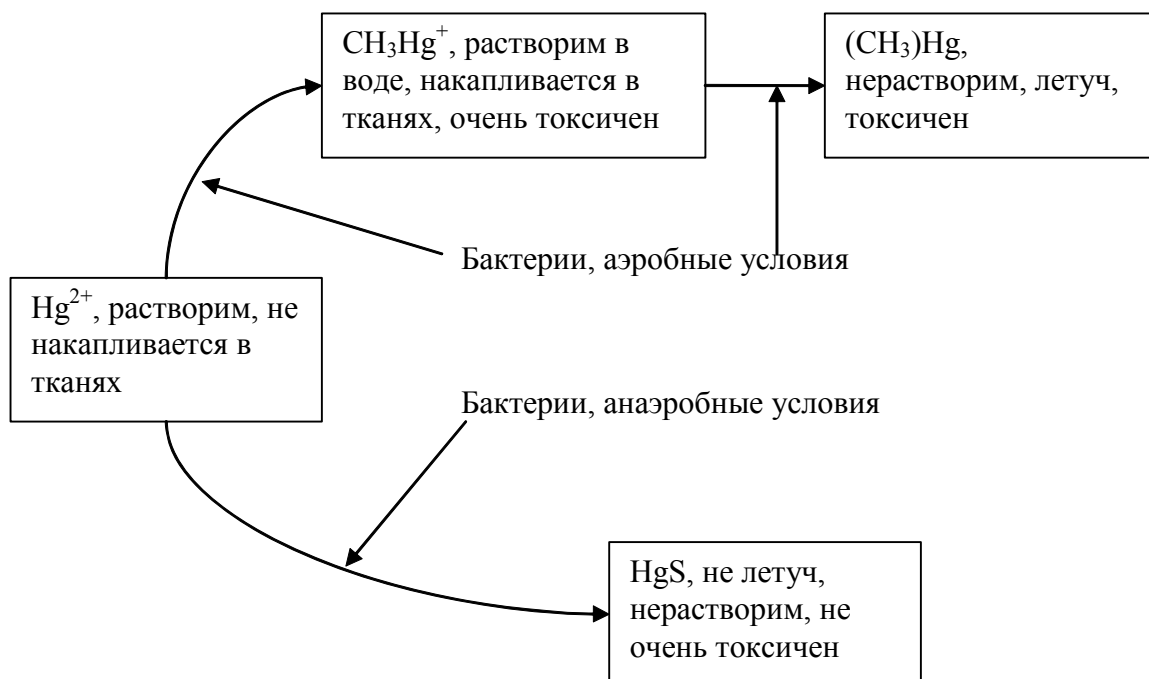 CH₃Hg⁺, растворим в
воде, накапливается в
тканях, очень токсичен
(CH₃)Hg,
нерастворим, летуч,
токсичен
Бактерии, аэробные условия
Hg²⁺, растворим, не
накапливается в
тканях
Бактерии, анаэробные условия
HgS, не летуч,
нерастворим, не
очень токсичен